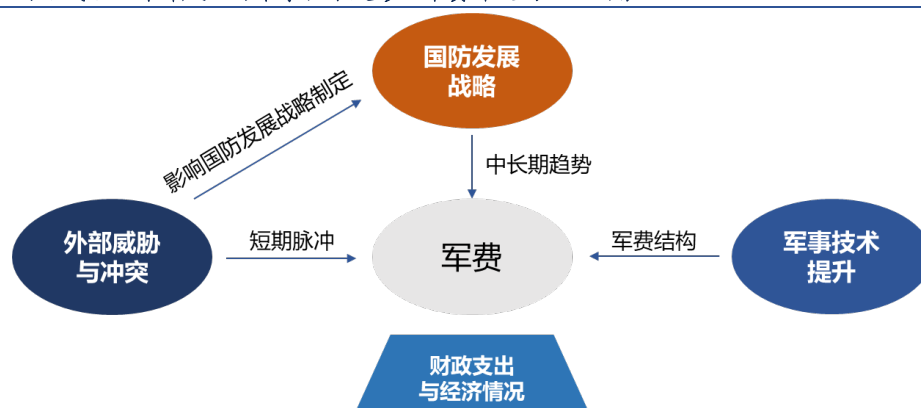 国防发展
战略
影响国防发展战略制定
中长期趋势
外部威胁
与冲突
短期脉冲
军费
军费结构
军事技术
提升
财政支出
与经济情况